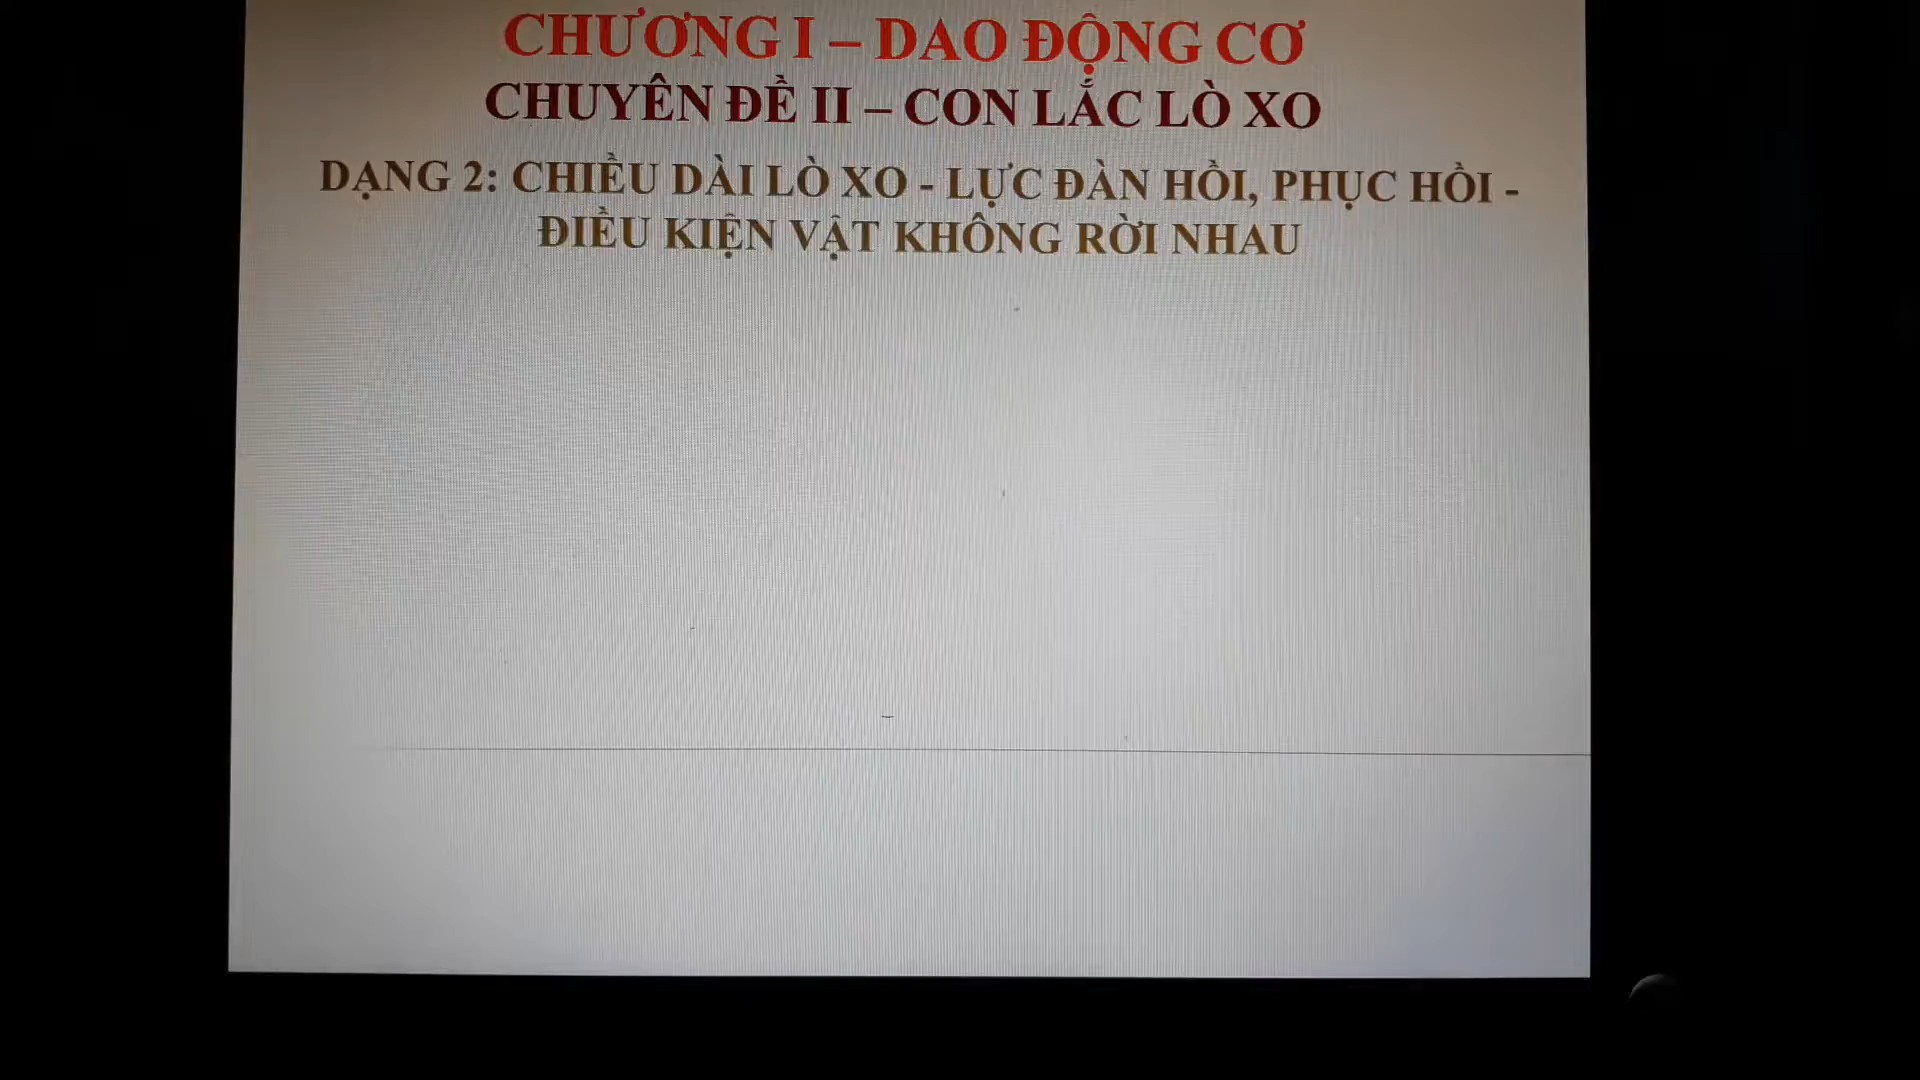 CHƯƠNG I – DAO ĐỘNG CƠ
CHUYÊN ĐỀ II – CON LẮC LÒ XO
DẠNG 2: CHIỀU DÀI LÒ XO - LỰC ĐÀN HỒI, PHỤC HỒI -
ĐIỀU KIỆN VẬT KHÔNG RỜI NHAU